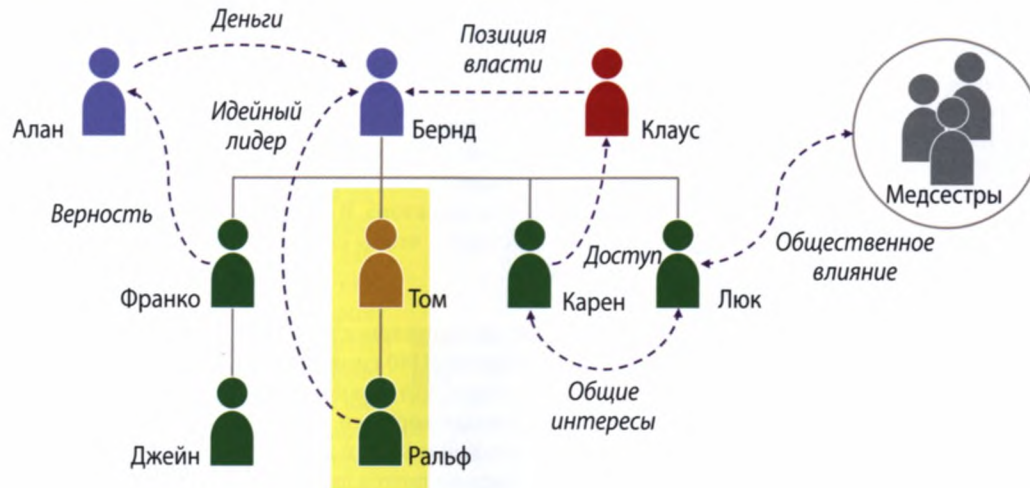 Деньги
Позиция
власти
Алан
Идейный
лидер
Бернд
Клаус
Медсестры
Верность
Франко
Том
Доступ
Карен
Люк
Общественное
влияние
Джейн
Ральф
Общие
интересы